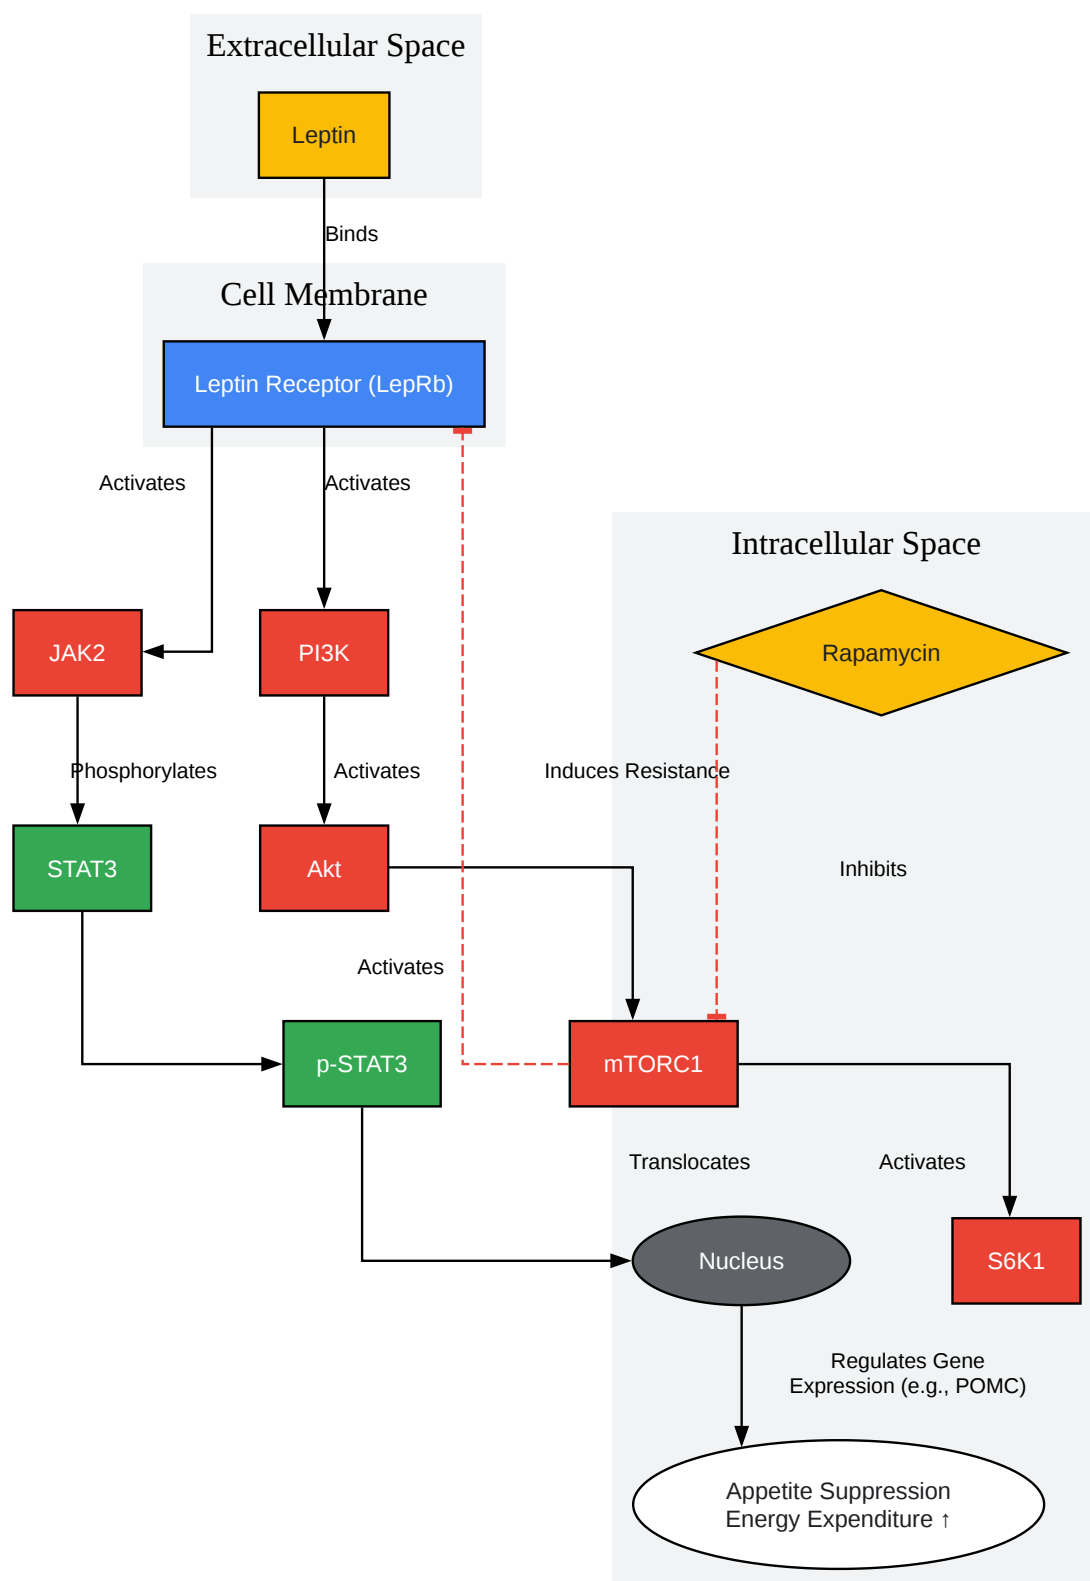 Extracellular Space
Leptin
Binds
Cell Membrane
Leptin Receptor (LepRb)
Activates
Activates
Intracellular Space
JAK2
PI3K
Rapamycin
Phosphorylates
Activates
Induces Resistance
STAT3
Akt
Inhibits
Activates
p-STAT3
mTORC1
Translocates
Activates
Nucleus
S6K1
Regulates Gene
Expression (e.g., POMC)
Appetite Suppression
Energy Expenditure ↑